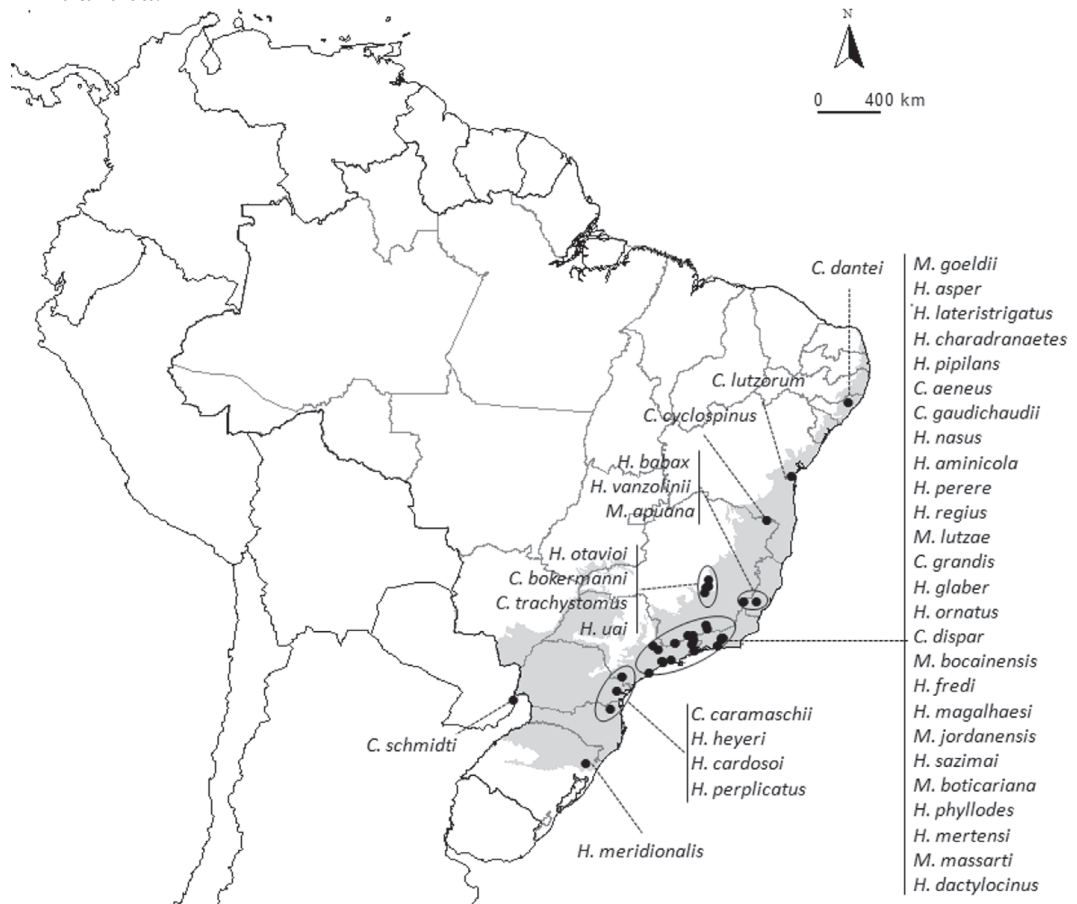 N
0 400 km
C. dantei
C. lutzorum
C. cyclospinus
H. babax
H. vanzolinii
M. apuana
H. otavioi
C. bokermanni
C. trachystomus
H. uai
C. schmidti
C. caramaschii
H. heyeri
H. cardosoi
H. perplicatus
H. meridionalis
M. goeldii
H. asper
H. lateristrigatus
H. charadranaetes
H. pipilans
C. aeneus
C. gaudichaudii
H. nasus
H. aminicola
H. perere
H. regius
M. lutzae
C. grandis
H. glaber
H. ornatus
C. dispar
M. bocainensis
H. fredi
H. magalhaesi
M. jordanensis
H. sazimai
M. boticariana
H. phyllodes
H. mertensi
M. massarti
H. dactylocinus